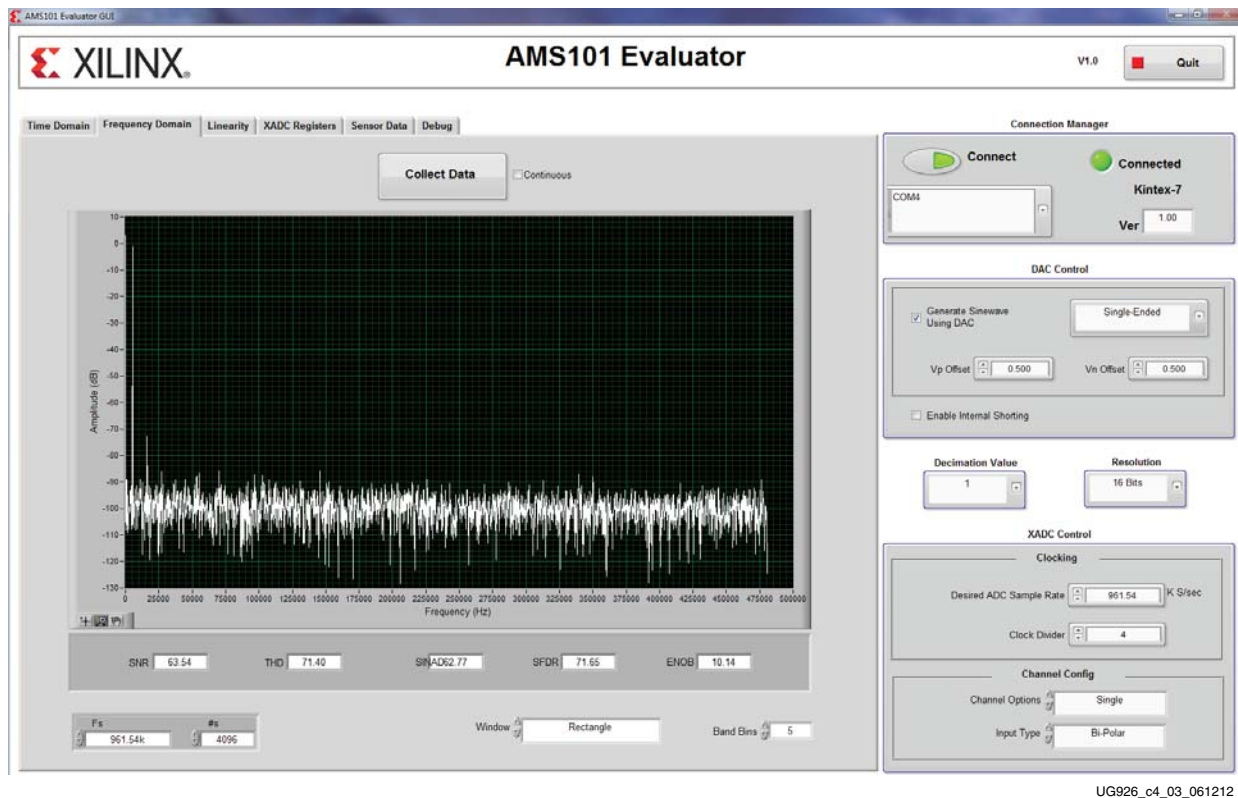 AMS101 Evaluator GUI
XILINX®
AMS101 Evaluator
V1.0
Quit
Time Domain
Frequency Domain
Linearity
XADC Registers
Sensor Data
Debug
Collect Data
Continuous
Amplitude (dB)
10
0
-10
-20
-30
-40
-50
-60
-70
-80
-90
-100
-110
-120
-130
0 25000 50000 75000 100000 125000 150000 175000 200000 225000 250000 275000 300000 325000 350000 375000 400000 425000 450000 475000 500000
Frequency (Hz)
SNR 63.54
THD 71.40
SINAD 62.77
SFDR 71.65
ENOB 10.14
Fs
961.54k
#s
4096
Window Rectangle
Band Bins 5
Connection Manager
Connect
Connected
COM4
Kintex-7
Ver 1.00
DAC Control
Generate Sinewave
Using DAC
Single-Ended
Vp Offset 0.500
Vn Offset 0.500
Enable Internal Shorting
Decimation Value
1
Resolution
16 Bits
XADC Control
Clocking
Desired ADC Sample Rate 961.54 K S/sec
Clock Divider 4
Channel Config
Channel Options Single
Input Type Bi-Polar
UG926_c4_03_061212